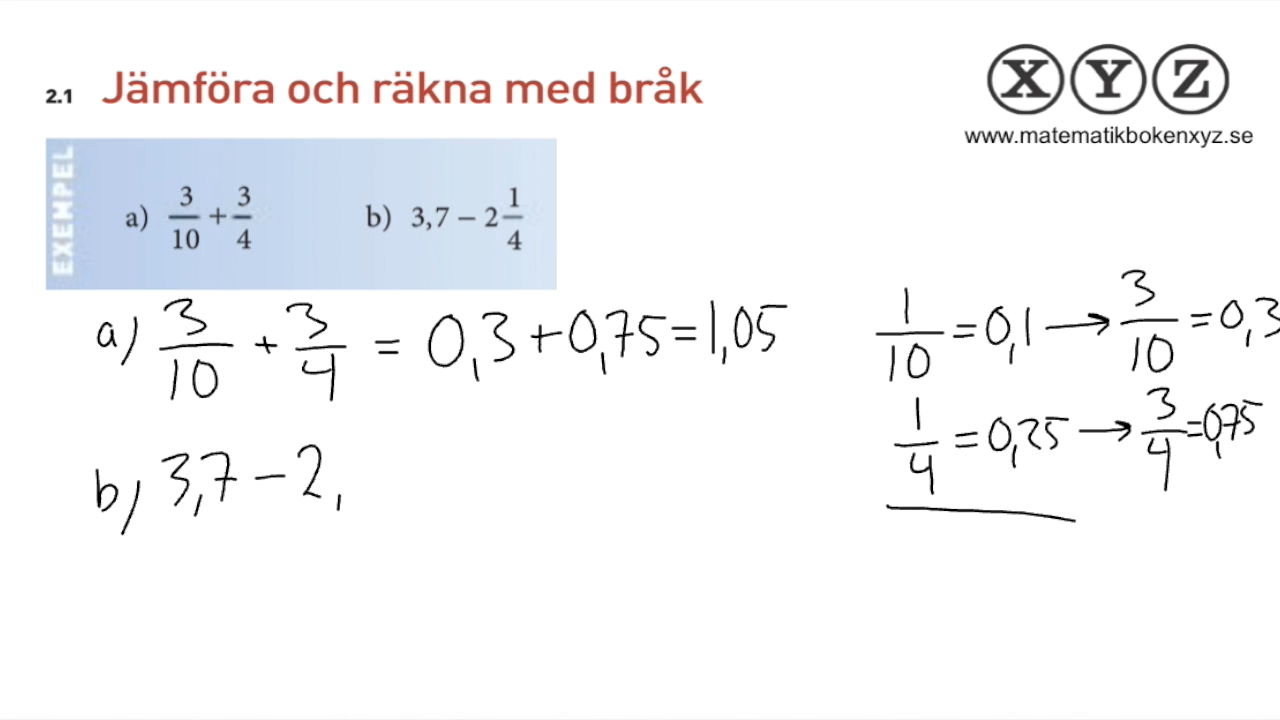 2.1 Jämföra och räkna med bråk
X Y Z
www.matematikbokenxyz.se
EXEMPEL
a) 3/10 + 3/4 b) 3,7 – 2 1/4
a) 3/10 + 3/4 = 0,3+0,75=1,05
1/10 =0,1 → 3/10 =0,3
1/4 =0,25 → 3/4 =0,75
b) 3,7 – 2,